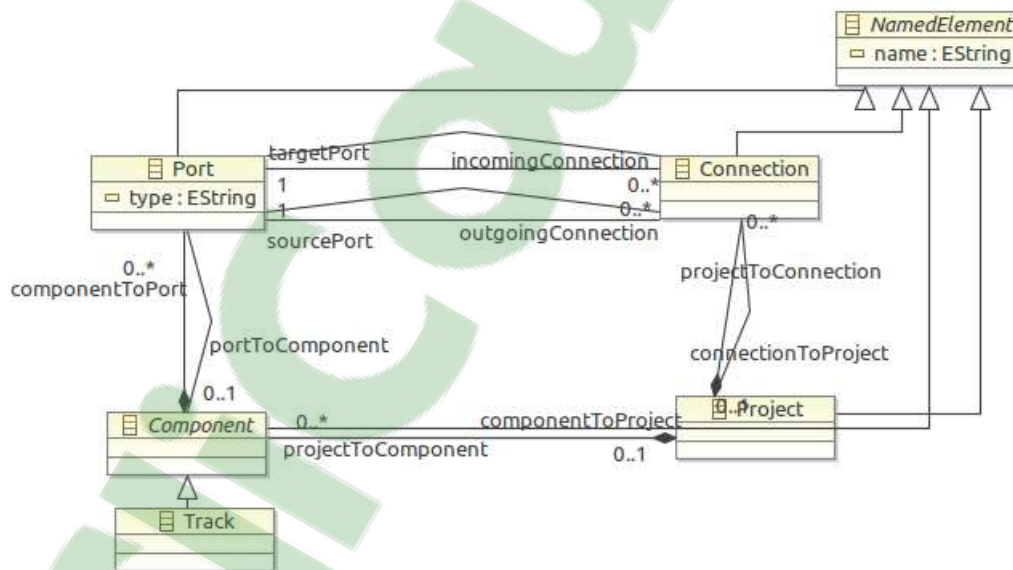 NamedElement
name : EString
targetPort
incomingConnection
Port
Connection
type : EString
1
0..*
1
0..*
sourcePort
outgoingConnection
0..*
0..*
projectToConnection
componentToPort
portToComponent
connectionToProject
0..1
Project
Component
0..*
componentToProject
projectToComponent
0..1
Track